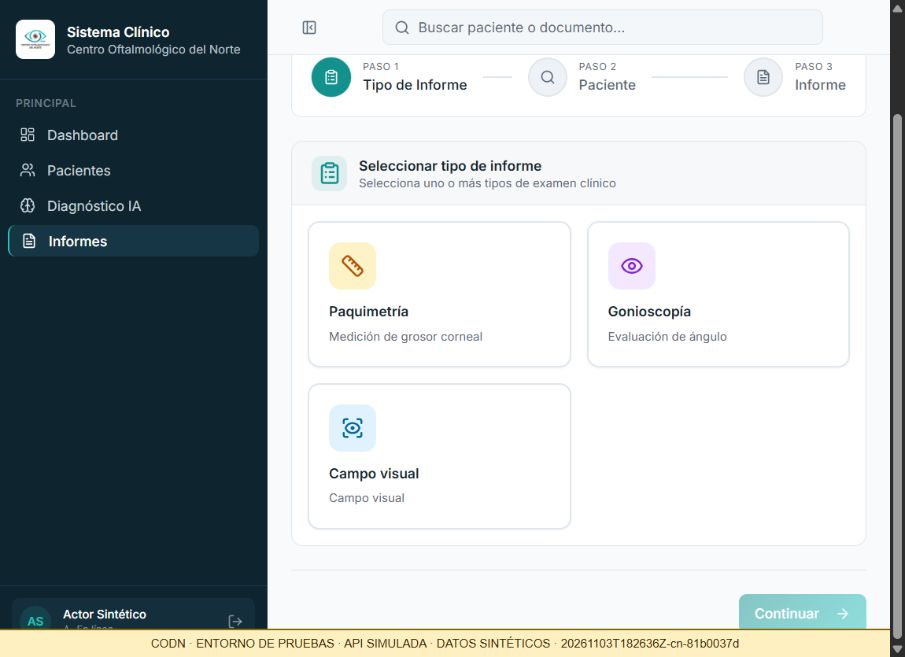 Sistema Clínico
Centro Oftalmológico del Norte
PRINCIPAL
Dashboard
Pacientes
Diagnóstico IA
Informes
AS
Actor Sintético
Buscar paciente o documento...
PASO 1
Tipo de Informe
PASO 2
Paciente
PASO 3
Informe
Seleccionar tipo de informe
Selecciona uno o más tipos de examen clínico
Paquimetría
Medición de grosor corneal
Gonioscopía
Evaluación de ángulo
Campo visual
Campo visual
Continuar
CODN · ENTORNO DE PRUEBAS · API SIMULADA · DATOS SINTÉTICOS · 20261103T182636Z-cn-81b0037d